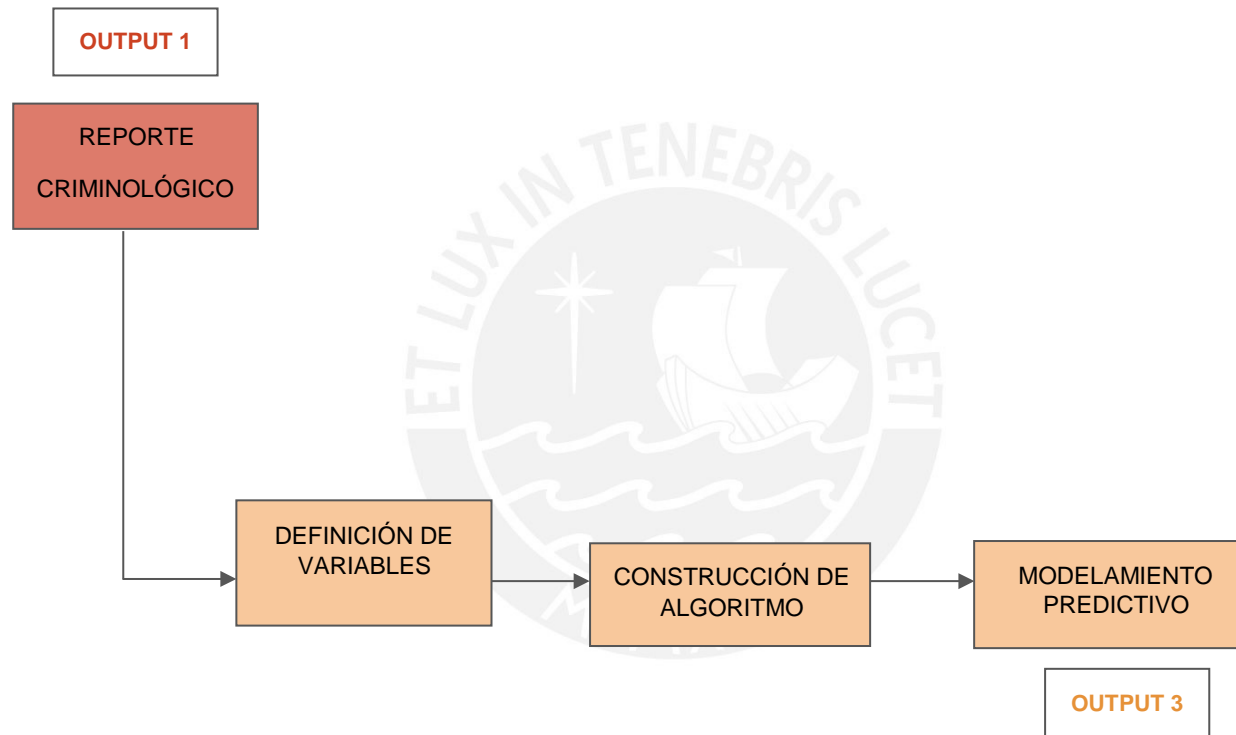 OUTPUT 1
REPORTE
CRIMINOLÓGICO
ET LUX IN TENEBRIS LUCET
DEFINICIÓN DE
VARIABLES
CONSTRUCCIÓN DE
ALGORITMO
MODELAMIENTO
PREDICTIVO
OUTPUT 3